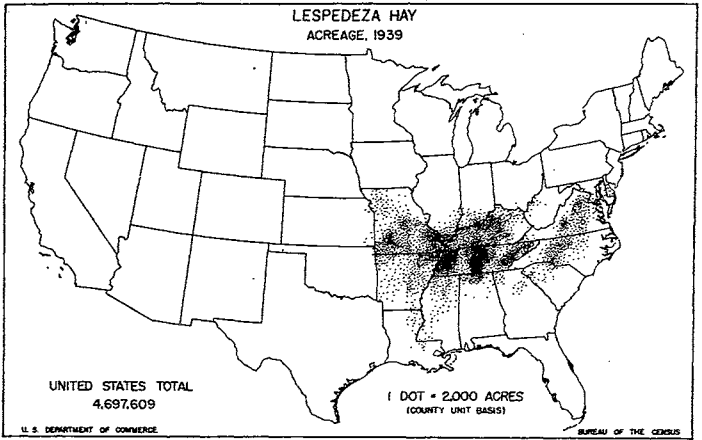 LESPEDEZA HAY
ACREAGE, 1939
UNITED STATES TOTAL
4,697,609
1 DOT = 2,000 ACRES
(COUNTY UNIT BASIS)
U. S. DEPARTMENT OF COMMERCE
BUREAU OF THE CENSUS